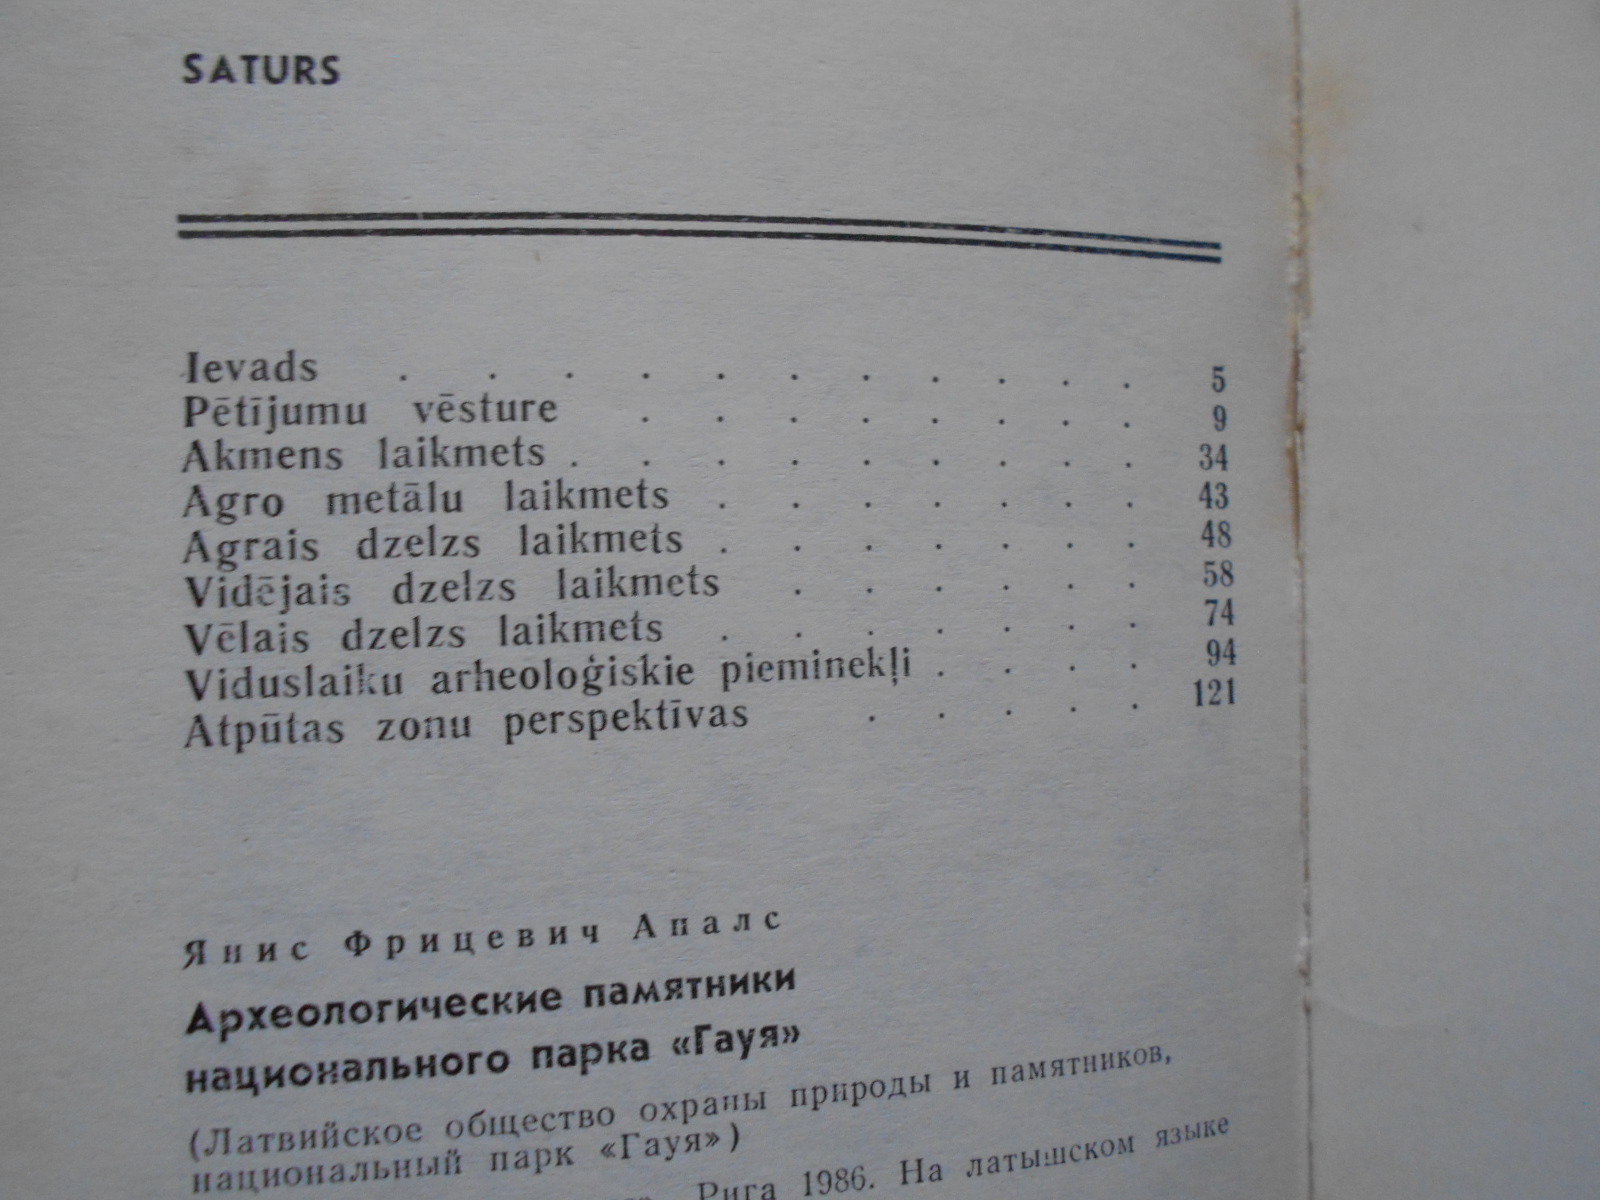 SATURS
Ievads . . . . . . . . . . . 5
Pētījumu vēsture . . . . . . . 9
Akmens laikmets . . . . . . . . 34
Agro metālu laikmets . . . . . . 43
Agrais dzelzs laikmets . . . . . . 48
Vidējais dzelzs laikmets . . . . . 58
Vēlais dzelzs laikmets . . . . . . 74
Viduslaiku arheoloģiskie pieminekļi . . . . 94
Atpūtas zonu perspektīvas . . . . . 121
Янис Фрицевич Апалс
Археологические памятники
национального парка «Гауя»
(Латвийское общество охраны природы и памятников,
национальный парк «Гауя»)
Рига 1986. На латышском языке